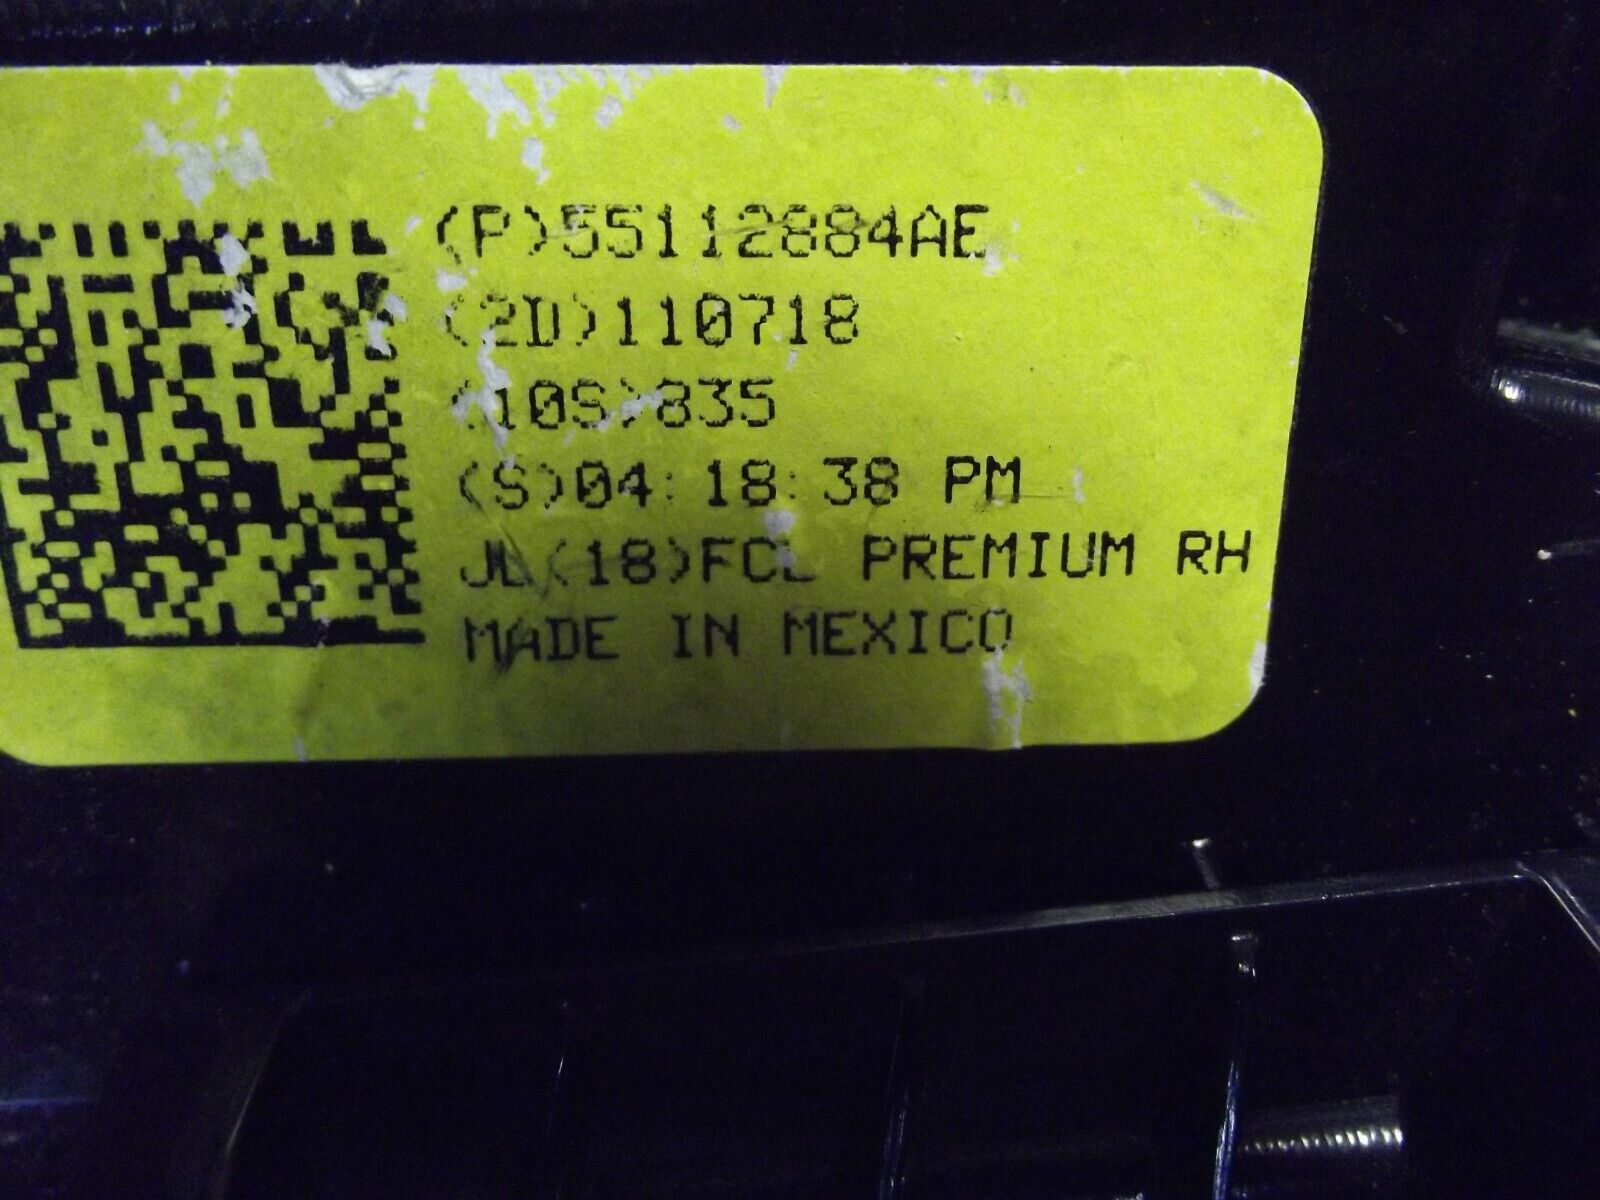 (P)55112884AE
(2D)110718
(10S)835
(S)04:18:38 PM
JL(18)FCL PREMIUM RH
MADE IN MEXICO